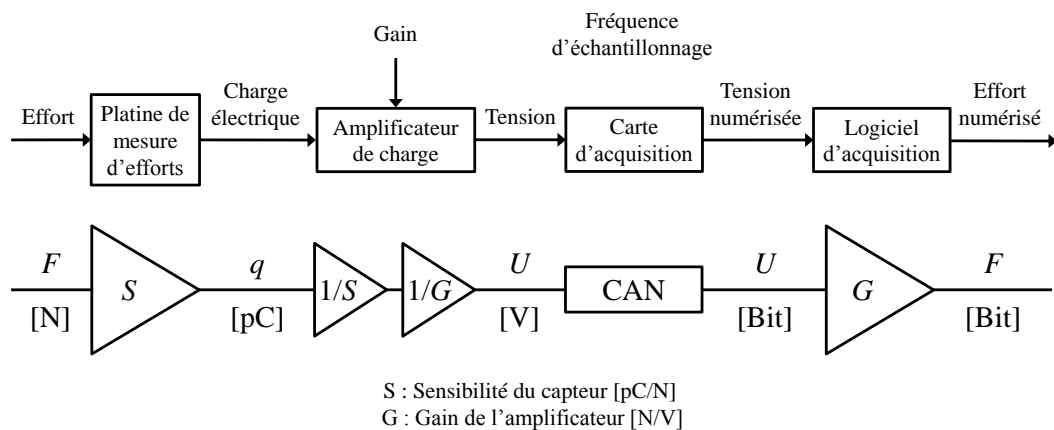 Gain
Fréquence
d’échantillonnage
Effort
Platine de
mesure
d’efforts
Charge
électrique
Amplificateur
de charge
Tension
Carte
d’acquisition
Tension
numérisée
Logiciel
d’acquisition
Effort
numérisé
F
[N]
S
q
[pC]
1/S
1/G
U
[V]
CAN
U
[Bit]
G
F
[Bit]
S : Sensibilité du capteur [pC/N]
G : Gain de l’amplificateur [N/V]